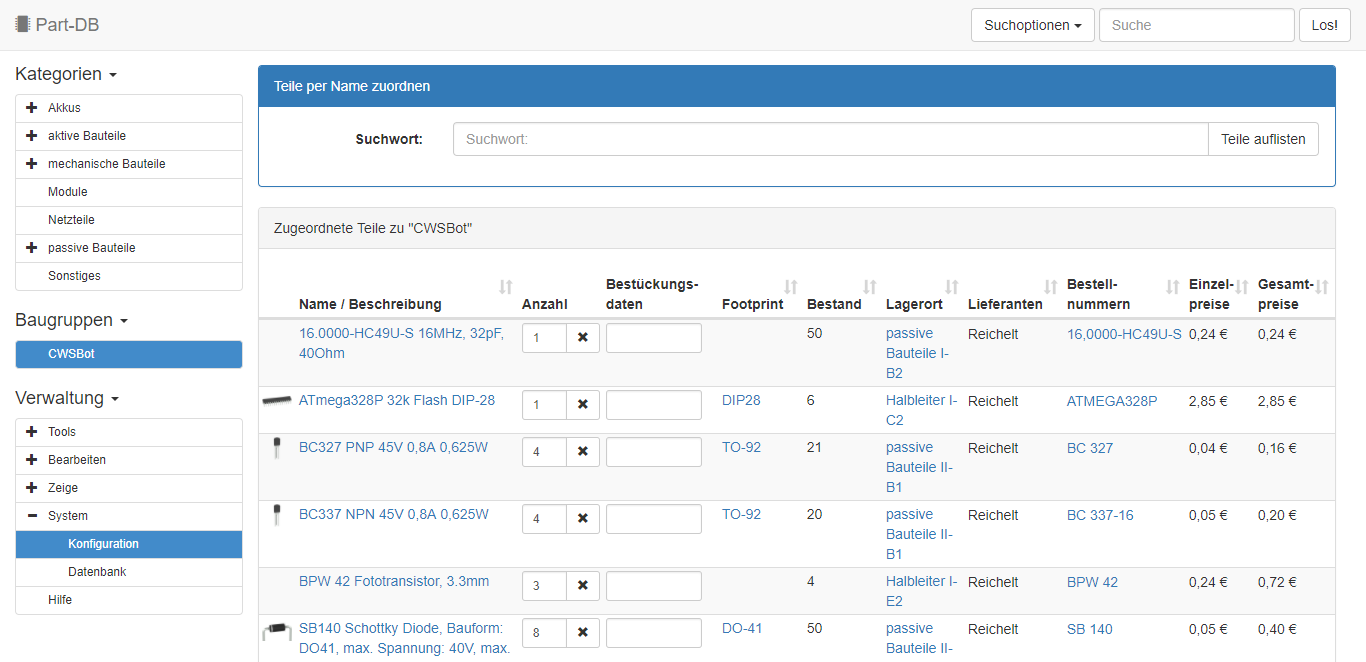 Part-DB
Suchoptionen
Suche
Los!
Kategorien
Akkus
aktive Bauteile
mechanische Bauteile
Module
Netzteile
passive Bauteile
Sonstiges
Baugruppen
CWSBot
Verwaltung
Tools
Bearbeiten
Zeige
System
Konfiguration
Datenbank
Hilfe
Teile per Name zuordnen
Suchwort:
Suchwort:
Teile auflisten
Zugeordnete Teile zu "CWSBot"
Name / Beschreibung
Anzahl
Bestückungs-
daten
Footprint
Bestand
Lagerort
Lieferanten
Bestell-
nummern
Einzel-
preise
Gesamt-
preise
16.0000-HC49U-S 16MHz, 32pF,
40Ohm
1
50
passive
Bauteile I-
B2
Reichelt
16,0000-HC49U-S
0,24 €
0,24 €
ATmega328P 32k Flash DIP-28
1
DIP28
6
Halbleiter I-
C2
Reichelt
ATMEGA328P
2,85 €
2,85 €
BC327 PNP 45V 0,8A 0,625W
4
TO-92
21
passive
Bauteile II-
B1
Reichelt
BC 327
0,04 €
0,16 €
BC337 NPN 45V 0,8A 0,625W
4
TO-92
20
passive
Bauteile II-
B1
Reichelt
BC 337-16
0,05 €
0,20 €
BPW 42 Fototransistor, 3.3mm
3
4
Halbleiter I-
E2
Reichelt
BPW 42
0,24 €
0,72 €
SB140 Schottky Diode, Bauform:
DO41, max. Spannung: 40V, max.
8
DO-41
50
passive
Bauteile II-
Reichelt
SB 140
0,05 €
0,40 €